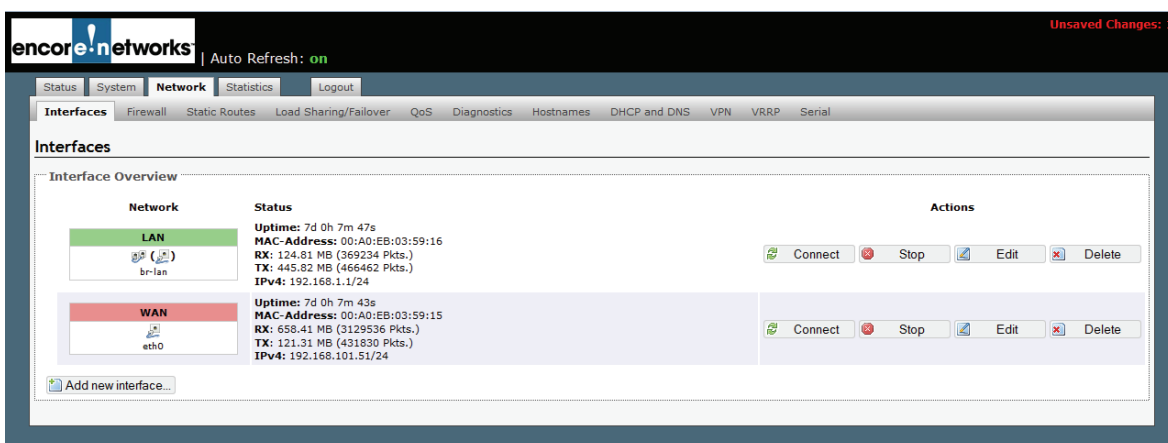 Unsaved Changes:
encore!networks | Auto Refresh: on
Status System Network Statistics Logout
Interfaces Firewall Static Routes Load Sharing/Failover QoS Diagnostics Hostnames DHCP and DNS VPN VRRP Serial
Interfaces
Interface Overview
Network Status Actions
LAN
br-lan
Uptime: 7d 0h 7m 47s
MAC-Address: 00:A0:EB:03:59:16
RX: 124.81 MB (369234 Pkts.)
TX: 445.82 MB (466462 Pkts.)
IPv4: 192.168.1.1/24
Connect Stop Edit Delete
WAN
eth0
Uptime: 7d 0h 7m 43s
MAC-Address: 00:A0:EB:03:59:15
RX: 658.41 MB (3129536 Pkts.)
TX: 121.31 MB (431830 Pkts.)
IPv4: 192.168.101.51/24
Connect Stop Edit Delete
Add new interface...